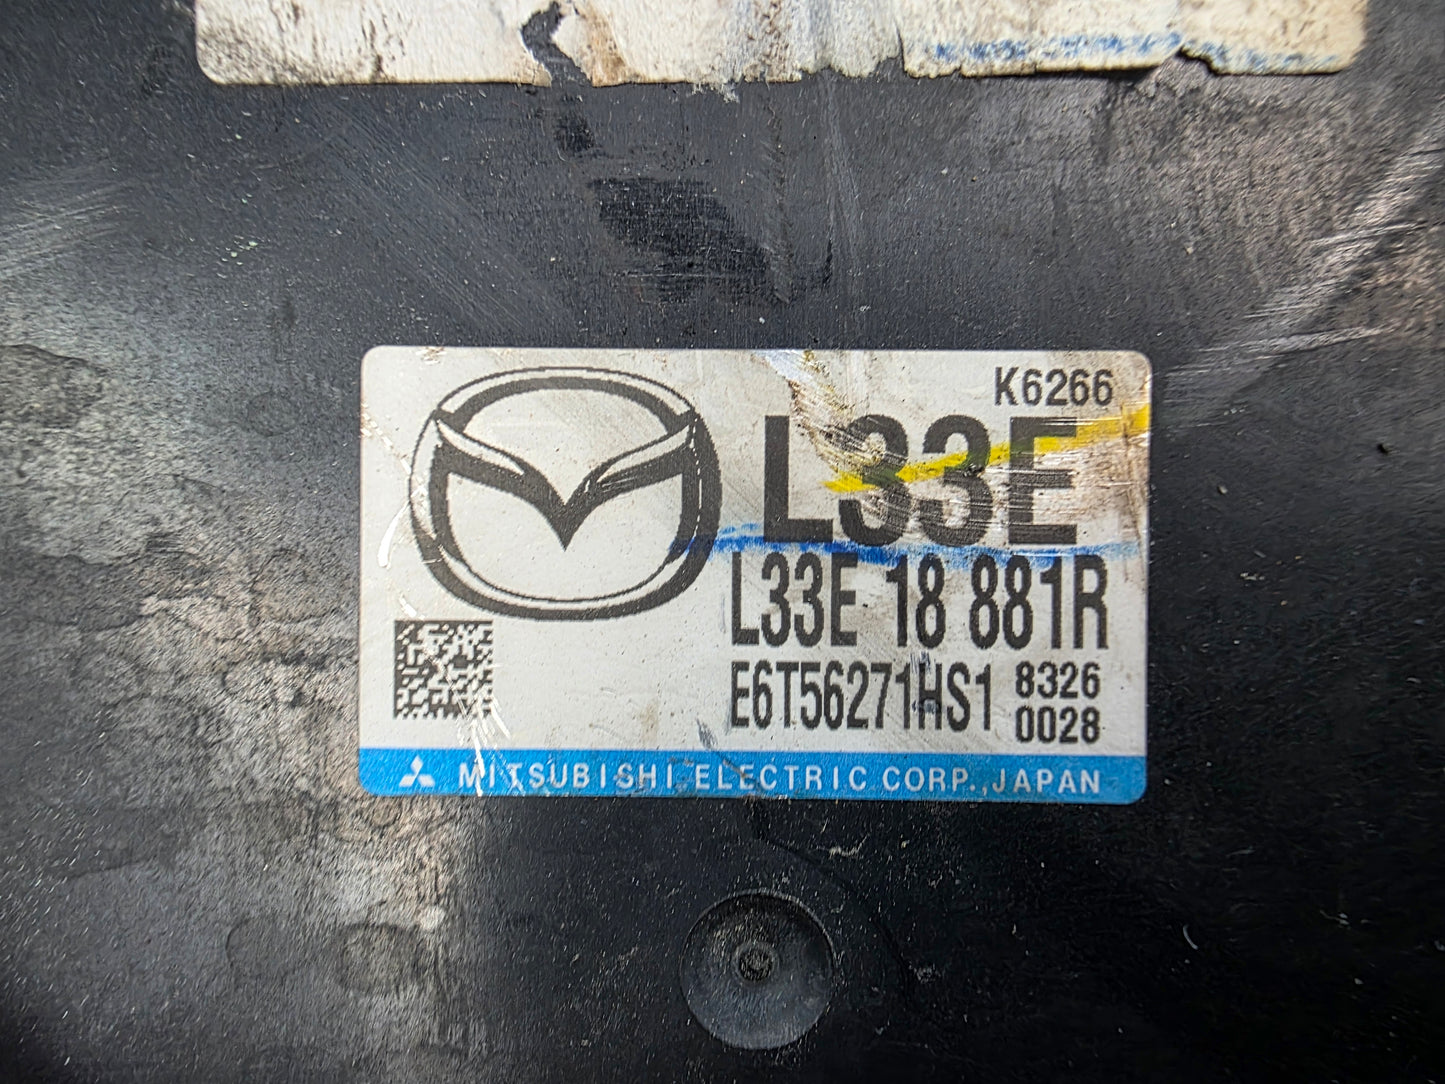 K6266
L33E
L33E 18 881R
E6T56271HS1 8326
0028
MITSUBISHI ELECTRIC CORP., JAPAN